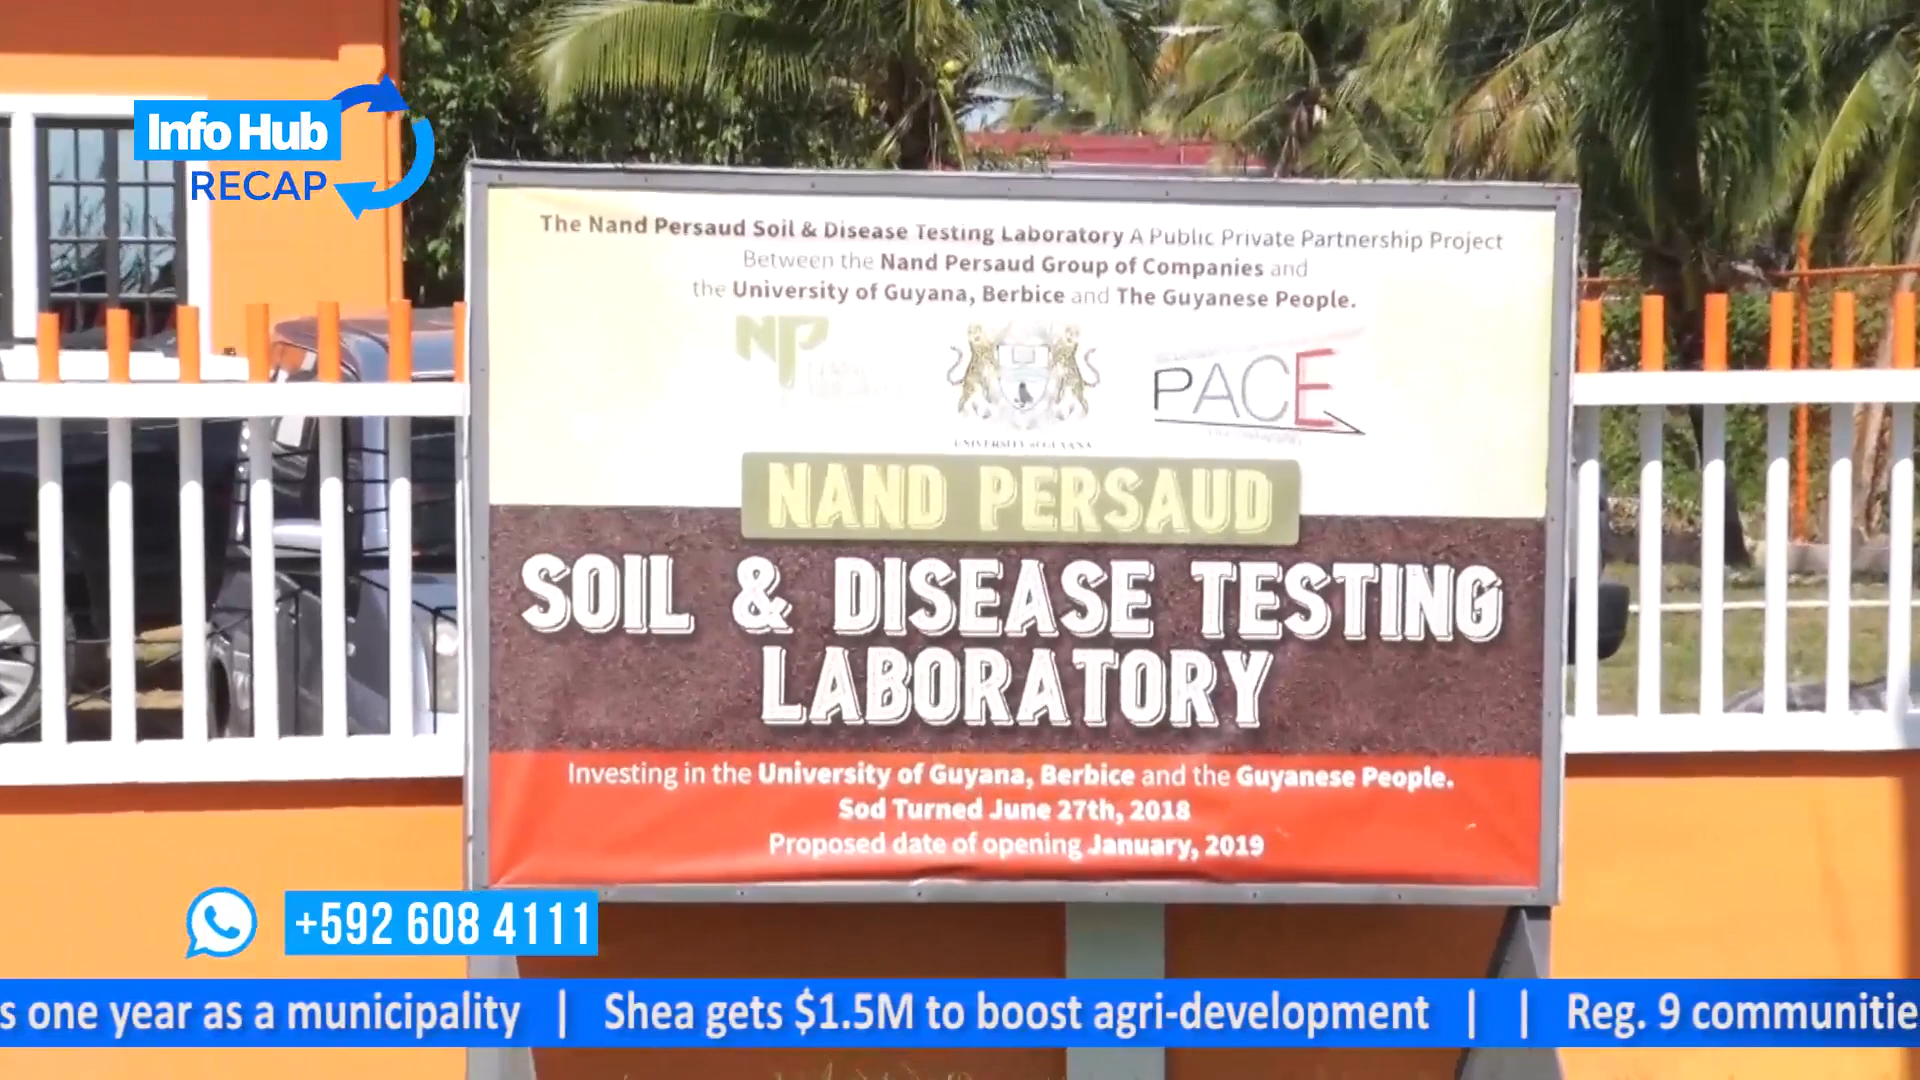 Info Hub
RECAP
The Nand Persaud Soil & Disease Testing Laboratory A Public Private Partnership Project
Between the Nand Persaud Group of Companies and
the University of Guyana, Berbice and The Guyanese People.
NP
UNIVERSITY of GUYANA
PACE
NAND PERSAUD
SOIL & DISEASE TESTING
LABORATORY
Investing in the University of Guyana, Berbice and the Guyanese People.
Sod Turned June 27th, 2018
Proposed date of opening January, 2019
+592 608 4111
s one year as a municipality | Shea gets $1.5M to boost agri-development | | Reg. 9 communitie